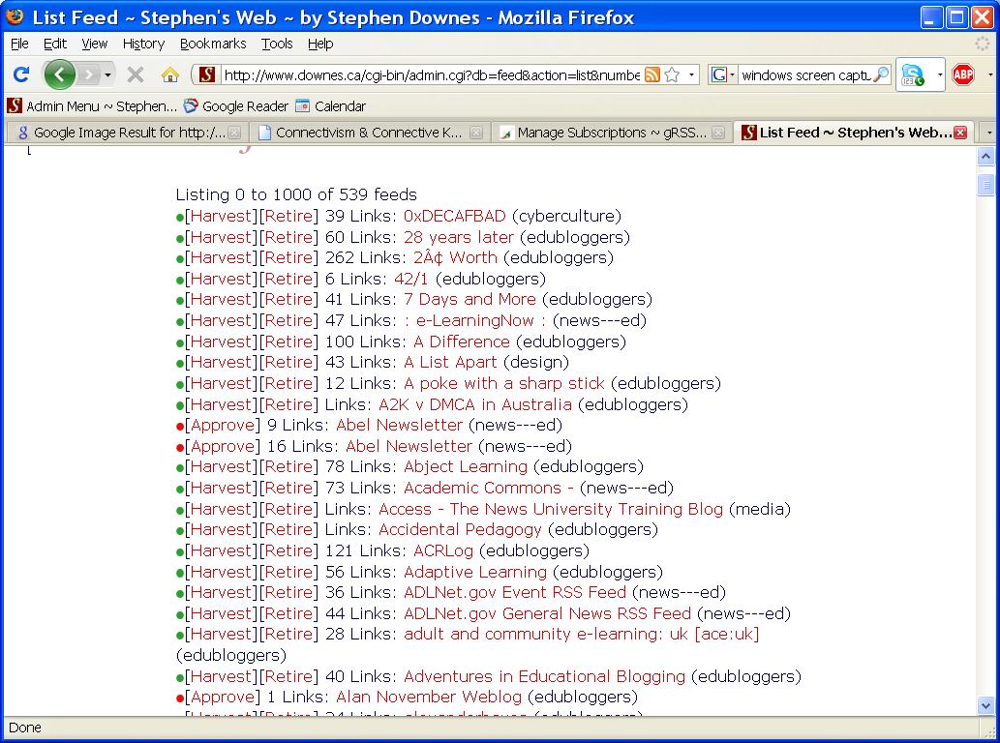 List Feed ~ Stephen's Web ~ by Stephen Downes - Mozilla Firefox
File Edit View History Bookmarks Tools Help
http://www.downes.ca/cgi-bin/admin.cgi?db=feed&action=list&numbe windows screen captu ABP
Admin Menu ~ Stephen,... Google Reader Calendar
Google Image Result for http:/... Connectivism & Connective K... Manage Subscriptions ~ gRSS... List Feed ~ Stephen's Web...
Listing 0 to 1000 of 539 feeds
[Harvest][Retire] 39 Links: 0xDECAFBAD (cyberculture)
[Harvest][Retire] 60 Links: 28 years later (edubloggers)
[Harvest][Retire] 262 Links: 2Â¢ Worth (edubloggers)
[Harvest][Retire] 6 Links: 42/1 (edubloggers)
[Harvest][Retire] 41 Links: 7 Days and More (edubloggers)
[Harvest][Retire] 47 Links: : e-LearningNow : (news---ed)
[Harvest][Retire] 100 Links: A Difference (edubloggers)
[Harvest][Retire] 43 Links: A List Apart (design)
[Harvest][Retire] 12 Links: A poke with a sharp stick (edubloggers)
[Harvest][Retire] Links: A2K v DMCA in Australia (edubloggers)
[Approve] 9 Links: Abel Newsletter (news---ed)
[Approve] 16 Links: Abel Newsletter (news---ed)
[Harvest][Retire] 78 Links: Abject Learning (edubloggers)
[Harvest][Retire] 73 Links: Academic Commons - (news---ed)
[Harvest][Retire] Links: Access - The News University Training Blog (media)
[Harvest][Retire] Links: Accidental Pedagogy (edubloggers)
[Harvest][Retire] 121 Links: ACRLog (edubloggers)
[Harvest][Retire] 56 Links: Adaptive Learning (edubloggers)
[Harvest][Retire] 36 Links: ADLNet.gov Event RSS Feed (news---ed)
[Harvest][Retire] 44 Links: ADLNet.gov General News RSS Feed (news---ed)
[Harvest][Retire] 28 Links: adult and community e-learning: uk [ace:uk]
(edubloggers)
[Harvest][Retire] 40 Links: Adventures in Educational Blogging (edubloggers)
[Approve] 1 Links: Alan November Weblog (edubloggers)
Done